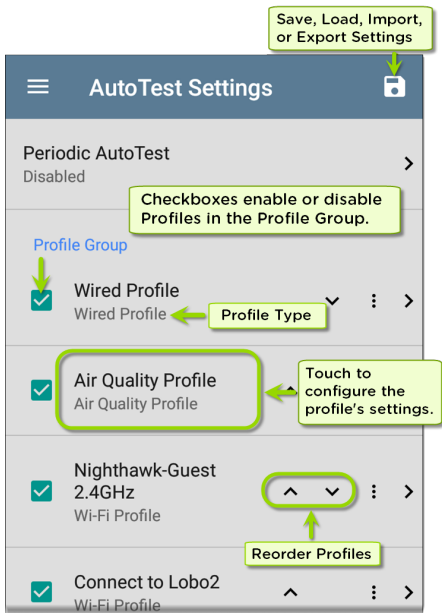 Save, Load, Import,
or Export Settings
AutoTest Settings
Periodic AutoTest
Disabled
Checkboxes enable or disable
Profiles in the Profile Group.
Profile Group
Wired Profile
Wired Profile
Profile Type
Air Quality Profile
Air Quality Profile
Touch to
configure the
profile's settings.
Nighthawk-Guest
2.4GHz
Wi-Fi Profile
Reorder Profiles
Connect to Lobo2
Wi-Fi Profile